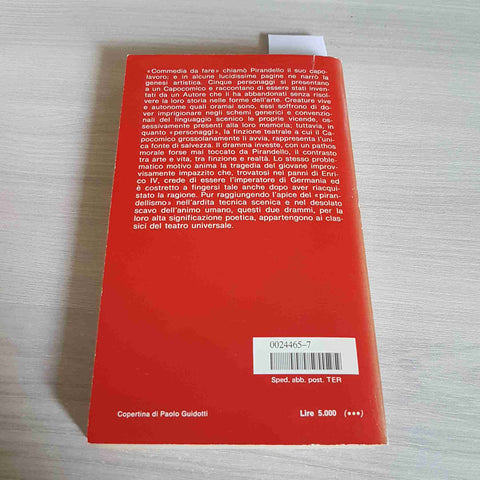 «Commedia da fare» chiamò Pirandello il suo capo-
lavoro; e in alcune lucidissime pagine ne narrò la
genesi artistica. Cinque personaggi si presentano
a un Capocomico e raccontano di essere stati inven-
tati da un Autore che li ha abbandonati senza risol-
vere la loro storia nelle forme dell'arte. Creature vive
e autonome quali oramai sono, essi soffrono di do-
ver imprigionare negli schemi generici e convenzio-
nali del linguaggio scenico le proprie vicende, os-
sessivamente presenti alla loro memoria; tuttavia, in
quanto «personaggi», la finzione teatrale a cui il Ca-
pocomico grossolanamente li avvia, rappresenta l'uni-
ca fonte di salvezza. Il dramma investe, con un pathos
morale forse mai toccato da Pirandello, il contrasto
tra arte e vita, tra finzione e realtà. Lo stesso proble-
matico motivo anima la tragedia del giovane improv-
visamente impazzito che, trovatosi nei panni di Enri-
co IV, crede di essere l'imperatore di Germania ed
è costretto a fingersi tale anche dopo aver riacqui-
stato la ragione. Pur raggiungendo l'apice del «piran-
dellismo» nell'ardita tecnica scenica e nel desolato
scavo dell'animo umano, questi due drammi, per la
loro alta significazione poetica, appartengono ai clas-
sici del teatro universale.
0024465-7
Sped. abb. post. TER
Copertina di Paolo Guidotti
Lire 5.000 (•••)